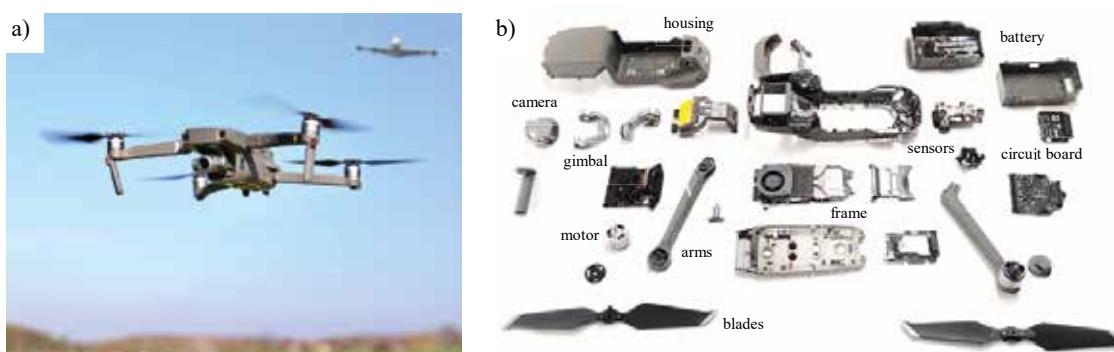 a)
b)
housing
battery
camera
sensors
circuit board
gimbal
frame
motor
arms
blades